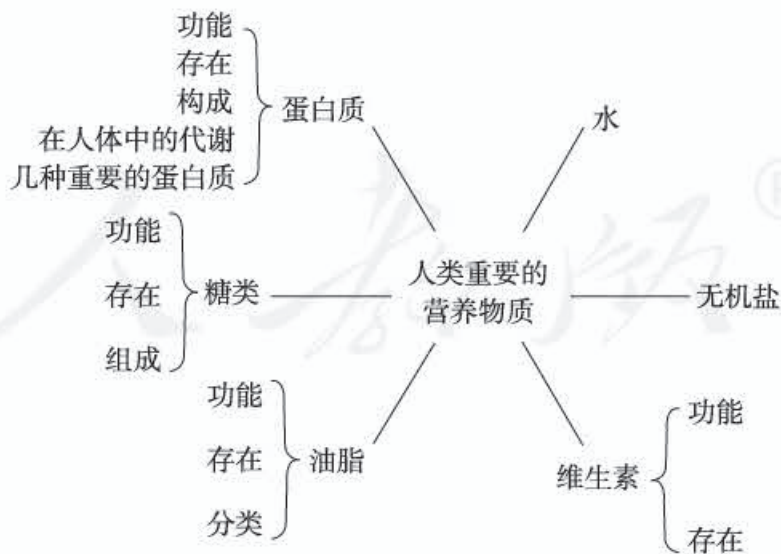 功能
存在
构成
在人体中的代谢
几种重要的蛋白质
蛋白质
水
功能
存在
组成
糖类
人类重要的
营养物质
无机盐
功能
存在
分类
油脂
维生素
功能
存在